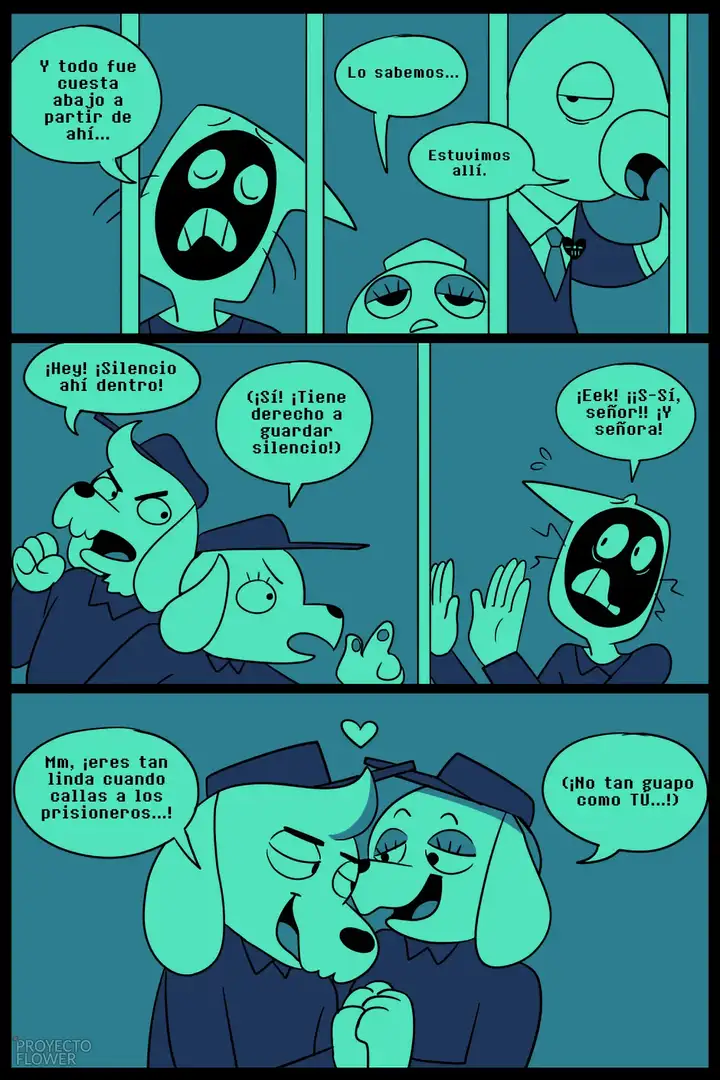 Y todo fue
cuesta
abajo a
partir de
ahí...
Lo sabemos...
Estuvimos
allí.
¡Hey! ¡Silencio
ahí dentro!
(¡Sí! ¡Tiene
derecho a
guardar
silencio!)
¡Eek! ¡¡S-Sí,
señor!! ¡Y
señora!
Mm, ¡eres tan
linda cuando
callas a los
prisioneros...!
(¡No tan guapo
como TU...!)
PROYECTO
FLOWER